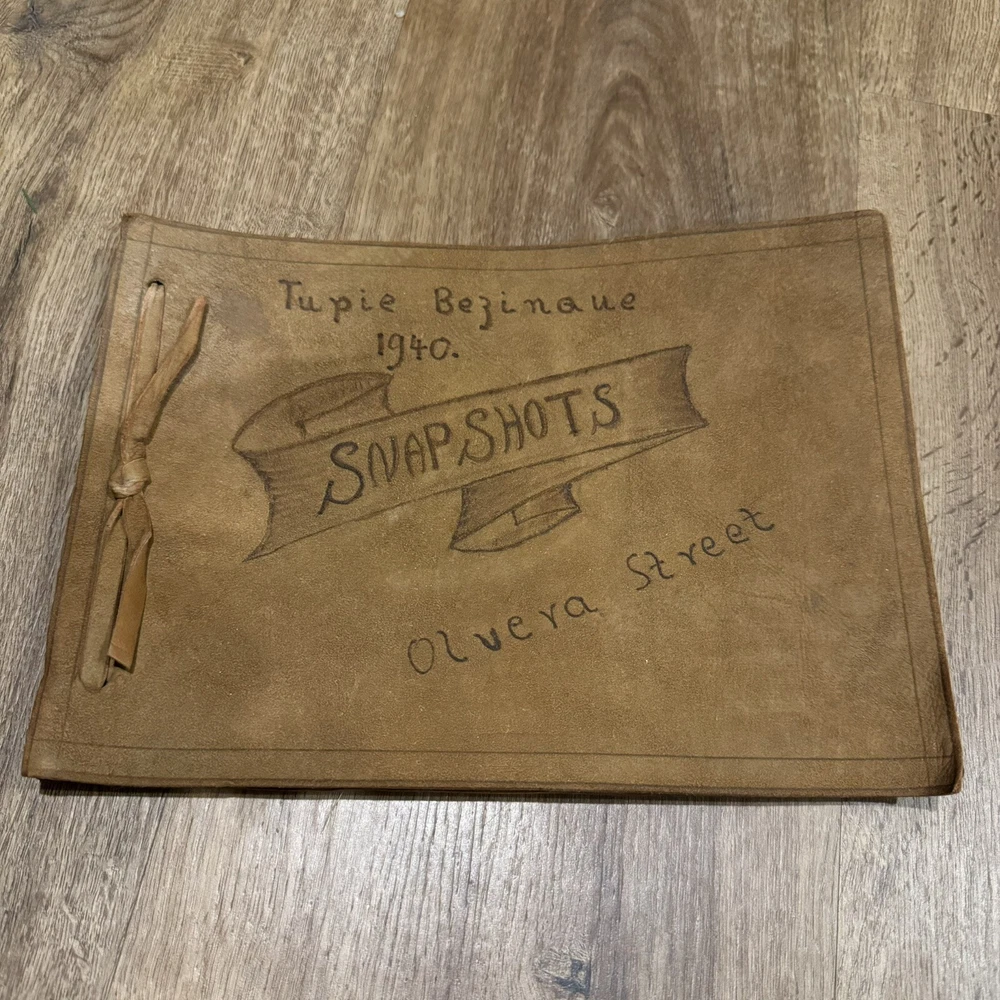 Tupie Bezinaue
1940.
SNAPSHOTS
Olvera Street